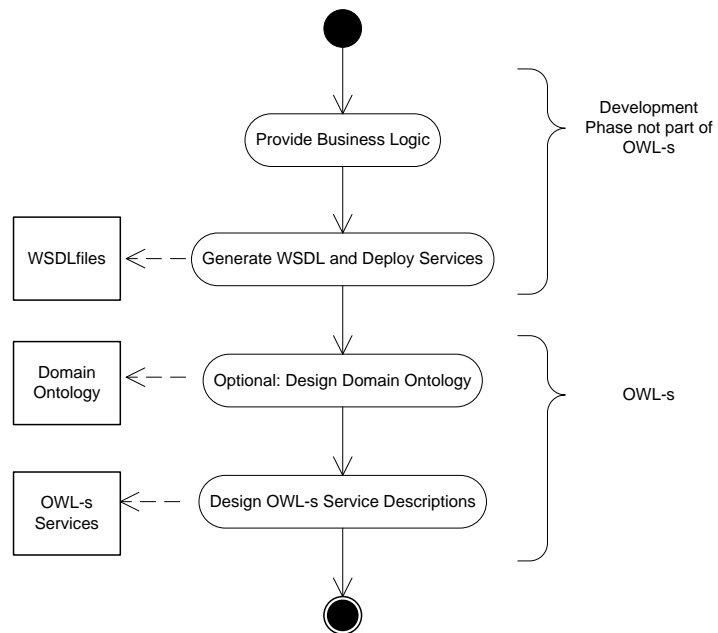 Provide Business Logic
Development
Phase not part of
OWL-s
WSDLfiles
Generate WSDL and Deploy Services
Domain
Ontology
Optional: Design Domain Ontology
OWL-s
OWL-s
Services
Design OWL-s Service Descriptions